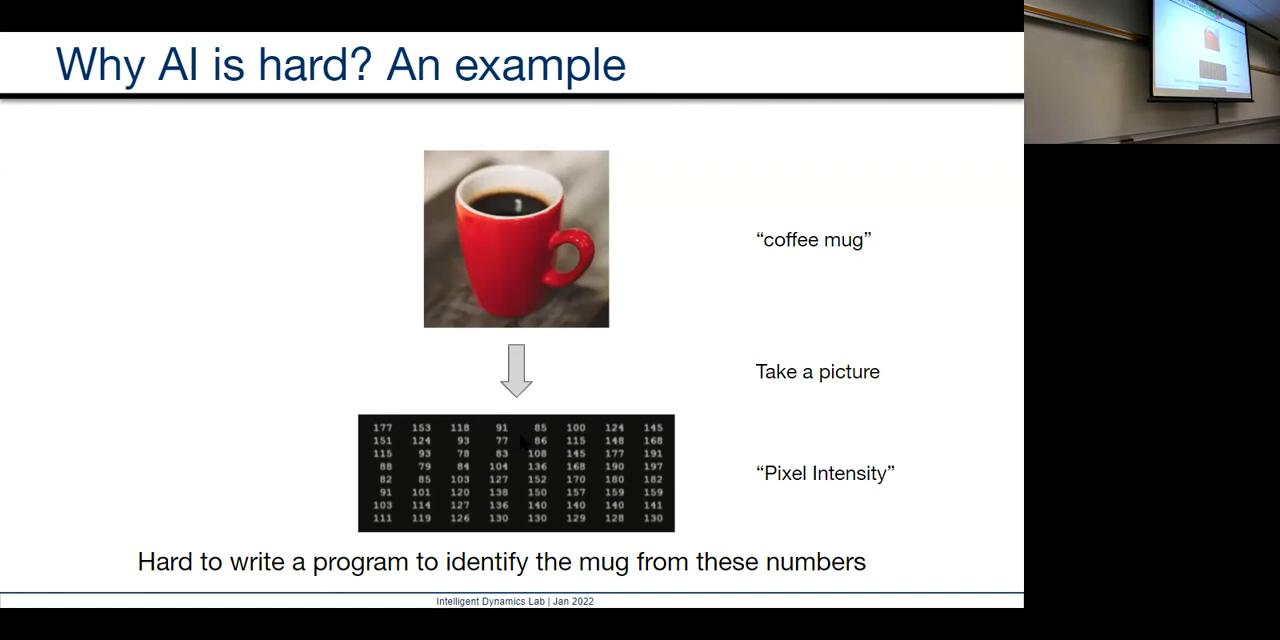 Why AI is hard? An example
“coffee mug”
Take a picture
177 153 118 91 85 100 124 145
151 124 93 77 86 115 148 168
115 93 78 83 108 145 177 191
88 79 84 104 136 168 190 197
82 85 103 127 152 170 180 182
91 101 120 138 150 157 159 159
103 114 127 136 140 140 140 141
111 119 126 130 130 129 128 130
“Pixel Intensity”
Hard to write a program to identify the mug from these numbers
Intelligent Dynamics Lab | Jan 2022